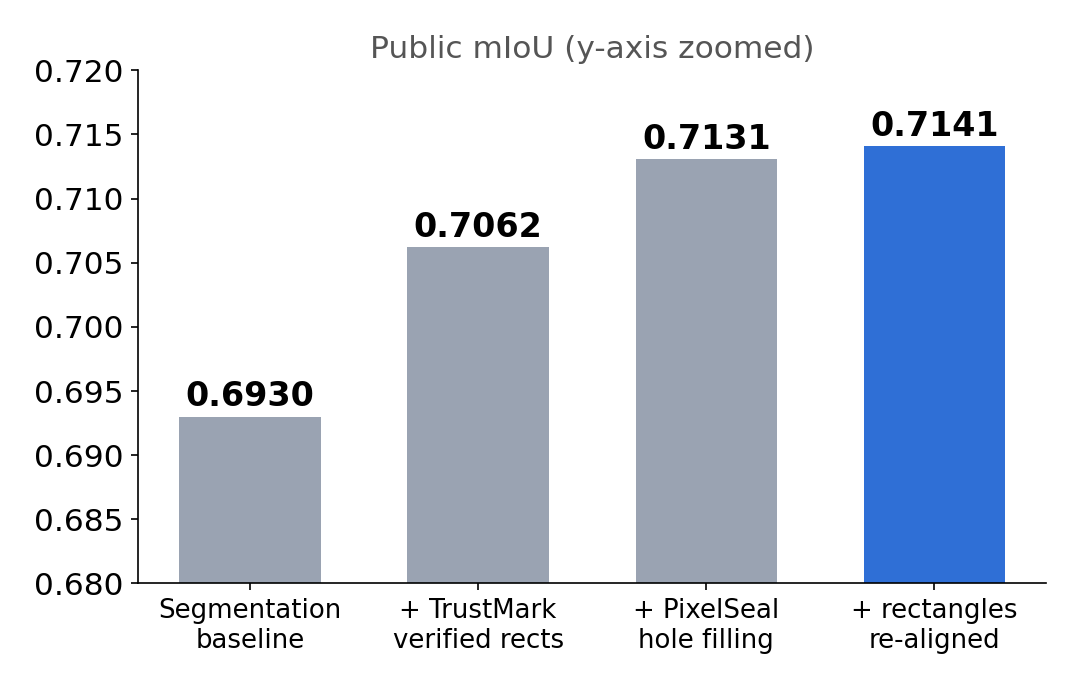 Public mIoU (y-axis zoomed)
0.720
0.715
0.710
0.705
0.700
0.695
0.690
0.685
0.680
0.6930
0.7062
0.7131
0.7141
Segmentation
baseline
+ TrustMark
verified rects
+ PixelSeal
hole filling
+ rectangles
re-aligned